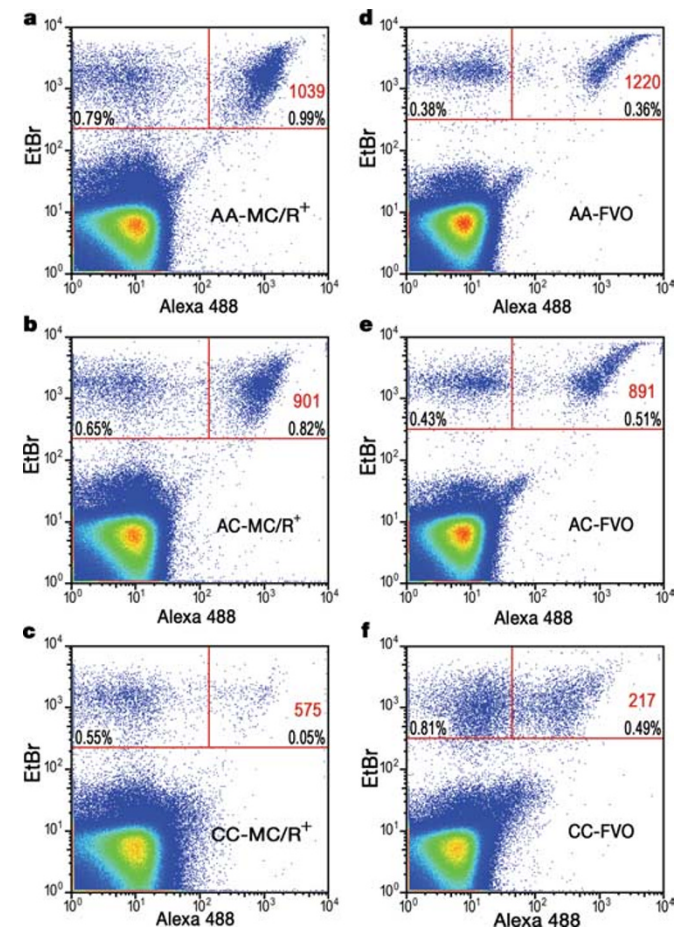 a
10⁴
10³
10²
10¹
10⁰
EtBr
0.79%
1039
0.99%
AA-MC/R⁺
10⁰ 10¹ 10² 10³ 10⁴
Alexa 488
d
10⁴
10³
10²
10¹
10⁰
EtBr
0.38%
1220
0.36%
AA-FVO
10⁰ 10¹ 10² 10³ 10⁴
Alexa 488
b
10⁴
10³
10²
10¹
10⁰
EtBr
0.65%
901
0.82%
AC-MC/R⁺
10⁰ 10¹ 10² 10³ 10⁴
Alexa 488
e
10⁴
10³
10²
10¹
10⁰
EtBr
0.43%
891
0.51%
AC-FVO
10⁰ 10¹ 10² 10³ 10⁴
Alexa 488
c
10⁴
10³
10²
10¹
10⁰
EtBr
0.55%
575
0.05%
CC-MC/R⁺
10⁰ 10¹ 10² 10³ 10⁴
Alexa 488
f
10⁴
10³
10²
10¹
10⁰
EtBr
0.81%
217
0.49%
CC-FVO
10⁰ 10¹ 10² 10³ 10⁴
Alexa 488